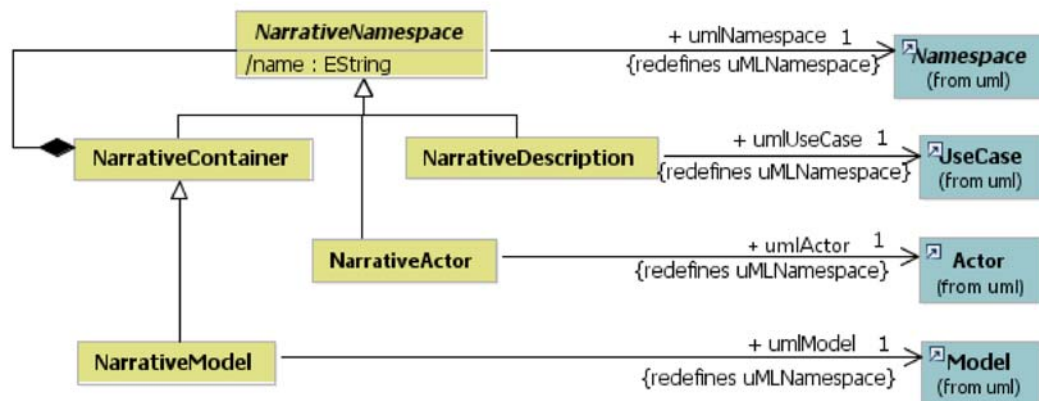 NarrativeNamespace
/name : EString
+ umlNamespace 1
{redefines uMLNamespace}
Namespace
(from uml)
NarrativeContainer
NarrativeDescription
+ umlUseCase 1
{redefines uMLNamespace}
UseCase
(from uml)
NarrativeActor
+ umlActor 1
{redefines uMLNamespace}
Actor
(from uml)
NarrativeModel
+ umlModel 1
{redefines uMLNamespace}
Model
(from uml)